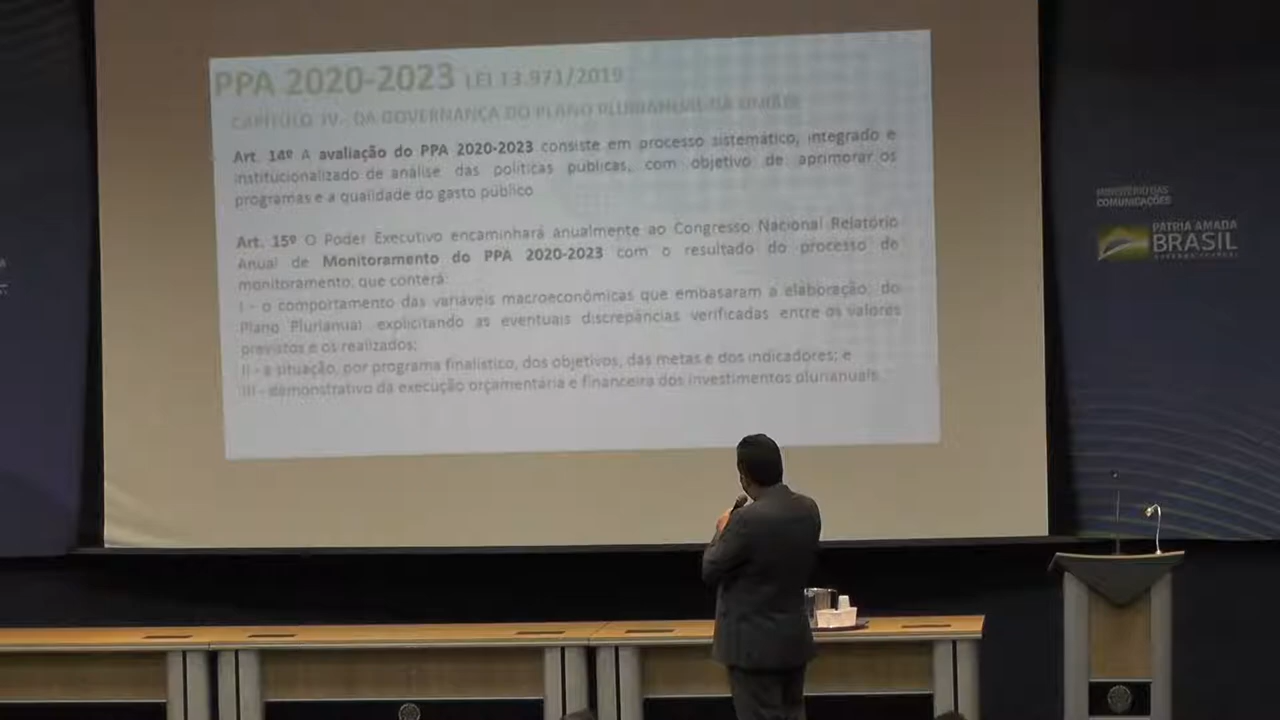 PPA 2020-2023 LEI 13.971/2019
CAPÍTULO IV - DA GOVERNANÇA DO PLANO PLURIANUAL DA UNIÃO
Art. 14º A avaliação do PPA 2020-2023 consiste em processo sistemático, integrado e
institucionalizado de análise das políticas publicas, com objetivo de aprimorar os
programas e a qualidade do gasto público
Art. 15º O Poder Executivo encaminhará anualmente ao Congresso Nacional Relatório
Anual de Monitoramento do PPA 2020-2023 com o resultado do processo de
monitoramento, que conterá:
I - o comportamento das variáveis macroeconômicas que embasaram a elaboração do
Plano Plurianual explicitando as eventuais discrepâncias verificadas entre os valores
previstos e os realizados;
II - a situação, por programa finalístico, dos objetivos, das metas e dos indicadores; e
III - demonstrativo da execução orçamentária e financeira dos investimentos plurianuais
MINISTÉRIO DAS
COMUNICAÇÕES
PÁTRIA AMADA
BRASIL